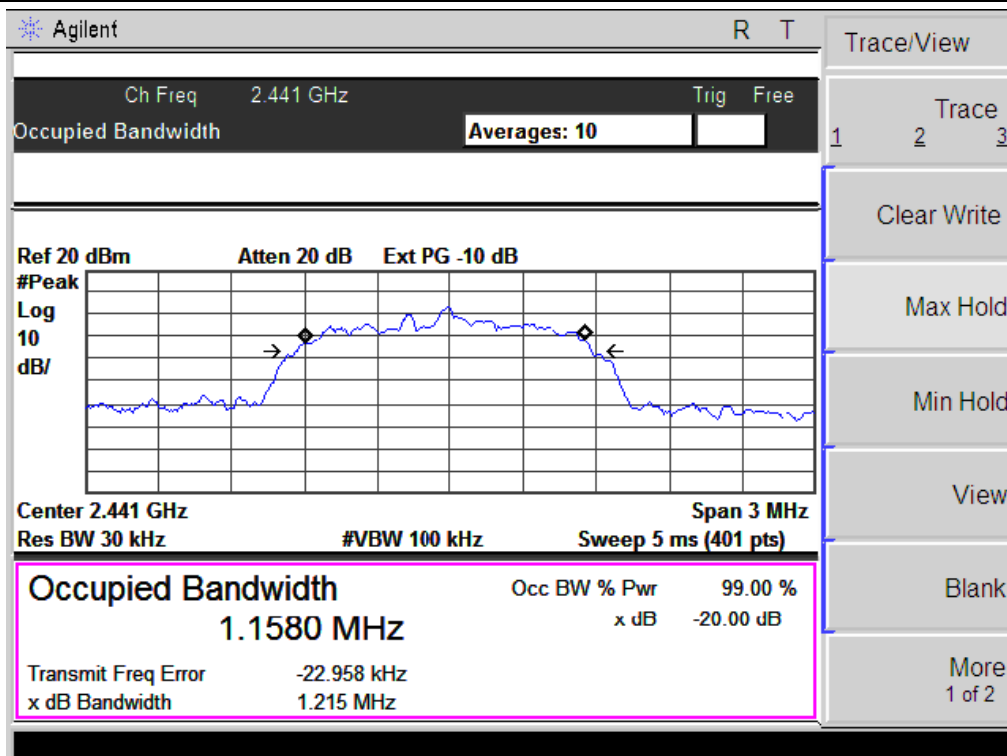 Agilent R T
Ch Freq 2.441 GHz Trig Free
Occupied Bandwidth Averages: 10
Ref 20 dBm Atten 20 dB Ext PG -10 dB
#Peak
Log
10
dB/
Center 2.441 GHz Span 3 MHz
Res BW 30 kHz #VBW 100 kHz Sweep 5 ms (401 pts)
Occupied Bandwidth Occ BW % Pwr 99.00 %
1.1580 MHz x dB -20.00 dB
Transmit Freq Error -22.958 kHz
x dB Bandwidth 1.215 MHz
Trace/View
Trace
1 2 3
Clear Write
Max Hold
Min Hold
View
Blank
More
1 of 2